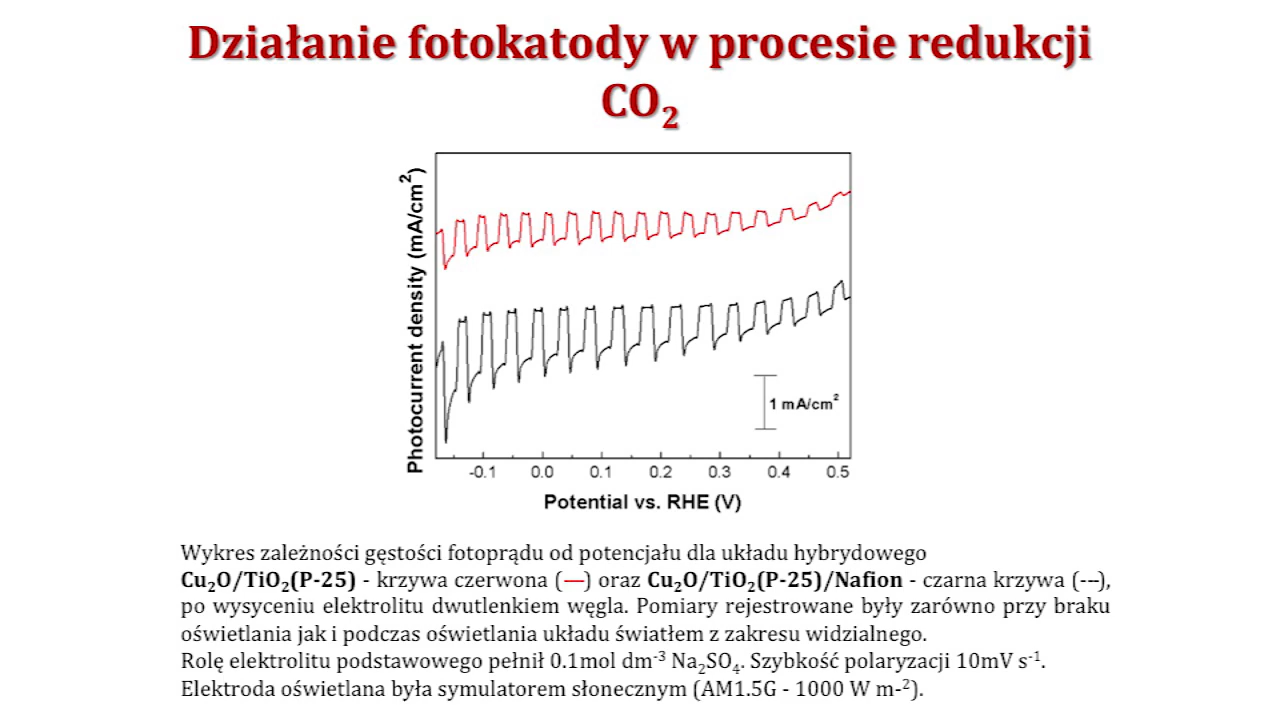 Działanie fotokatody w procesie redukcji
CO₂
Photocurrent density (mA/cm²)
1 mA/cm²
-0.1 0.0 0.1 0.2 0.3 0.4 0.5
Potential vs. RHE (V)
Wykres zależności gęstości fotoprądu od potencjału dla układu hybrydowego
Cu₂O/TiO₂(P-25) - krzywa czerwona (—) oraz Cu₂O/TiO₂(P-25)/Nafion - czarna krzywa (---),
po wysyceniu elektrolitu dwutlenkiem węgla. Pomiary rejestrowane były zarówno przy braku
oświetlania jak i podczas oświetlania układu światłem z zakresu widzialnego.
Rolę elektrolitu podstawowego pełnił 0.1mol dm⁻³ Na₂SO₄. Szybkość polaryzacji 10mV s⁻¹.
Elektroda oświetlana była symulatorem słonecznym (AM1.5G - 1000 W m-²).